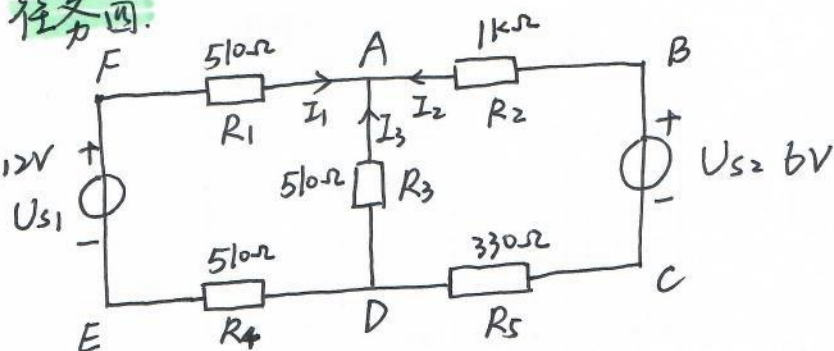 任务四.
F 510Ω A 1KΩ B
R1 I1 I2 R2
I3
12V + US1 -
510Ω R3
+ US2 6V -
510Ω 330Ω
E R4 D R5 C